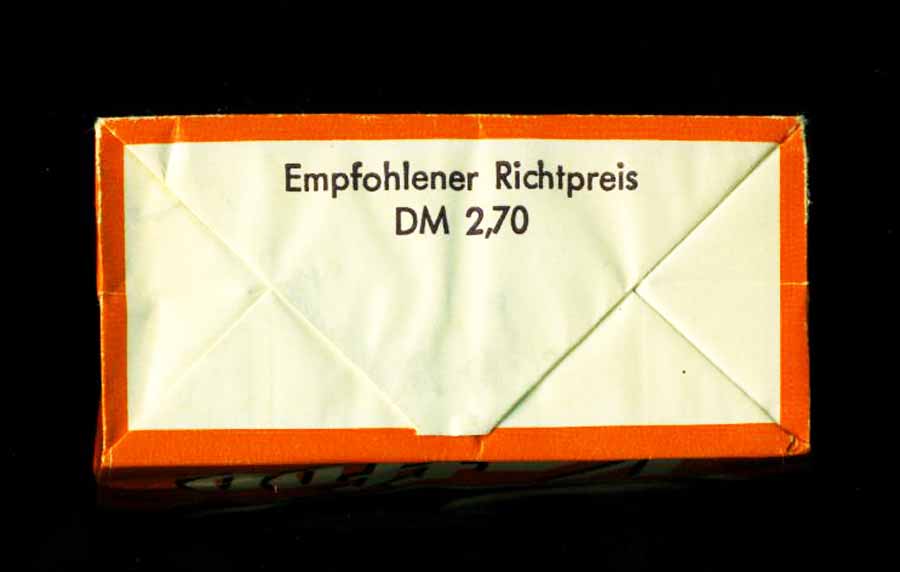 Empfohlener Richtpreis
DM 2,70